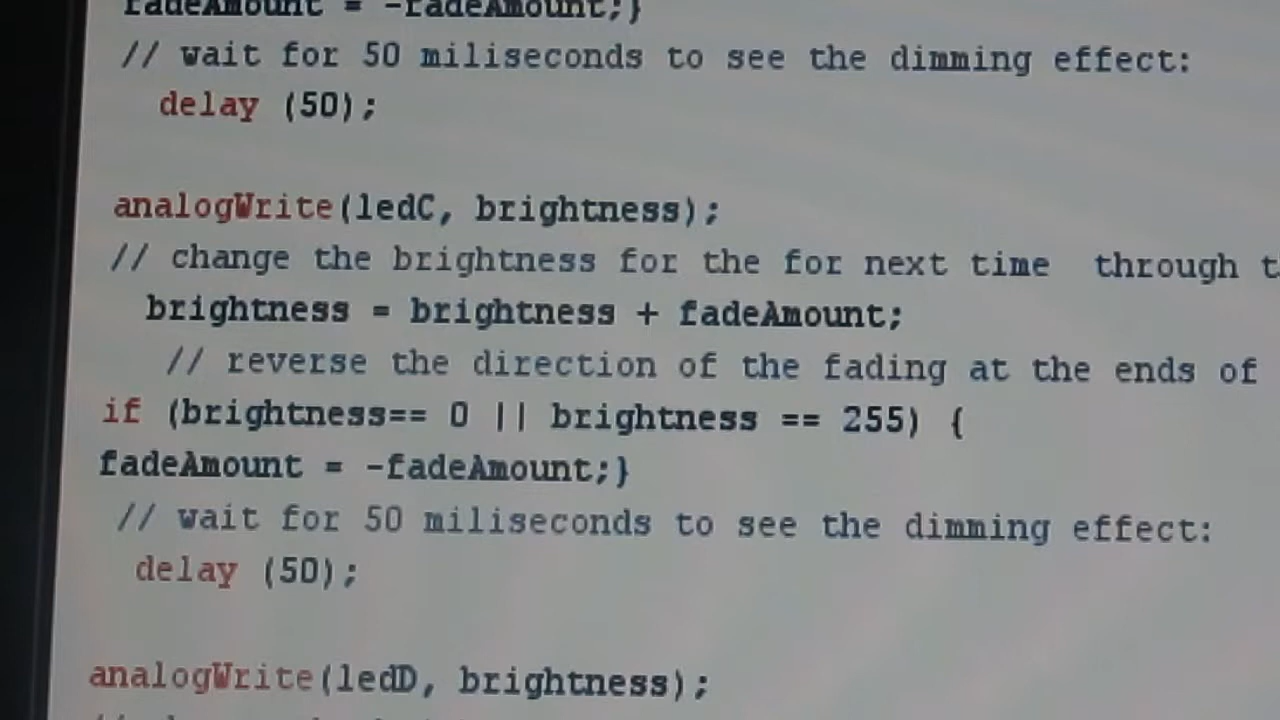 fadeAmount = -fadeAmount;}
// wait for 50 miliseconds to see the dimming effect:
delay (50);
analogWrite(ledC, brightness);
// change the brightness for the for next time  through t
brightness = brightness + fadeAmount;
// reverse the direction of the fading at the ends of
if (brightness== 0 || brightness == 255) {
fadeAmount = -fadeAmount;}
// wait for 50 miliseconds to see the dimming effect:
delay (50);
analogWrite(ledD, brightness);